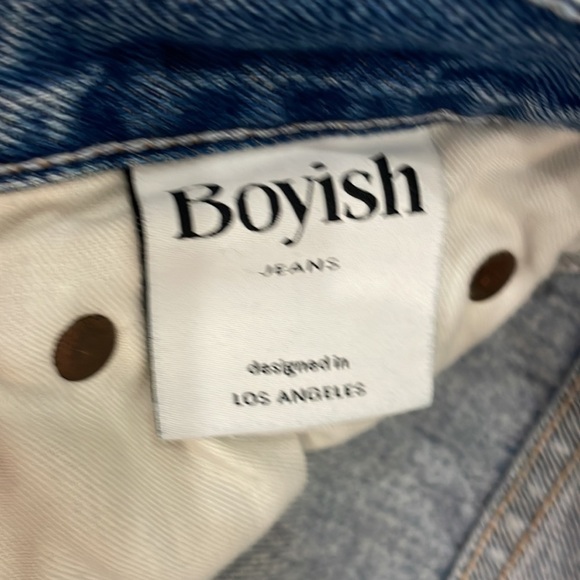 Boyish
JEANS
designed in
LOS ANGELES